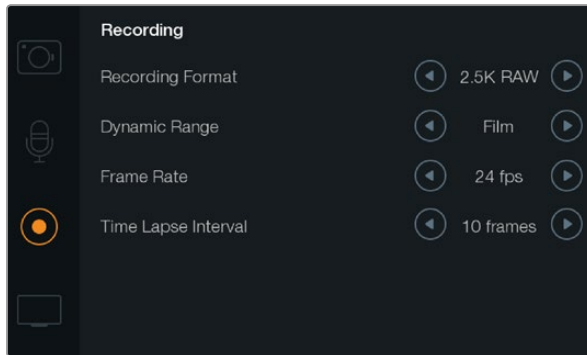 Recording
Recording Format 2.5K RAW
Dynamic Range Film
Frame Rate 24 fps
Time Lapse Interval 10 frames